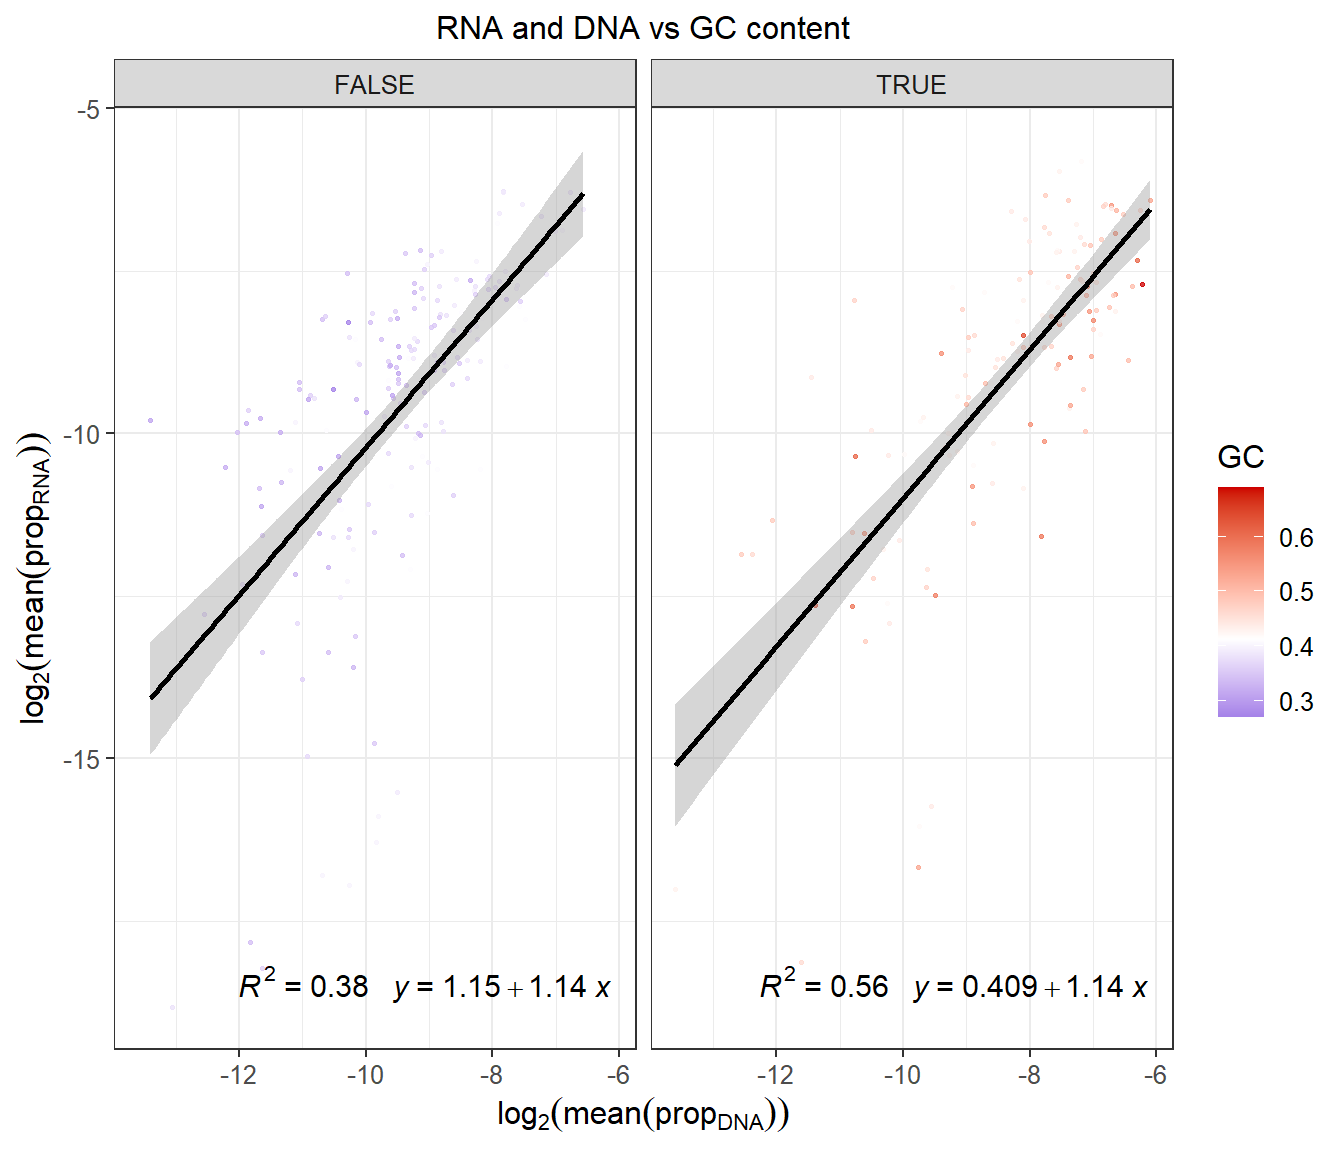 RNA and DNA vs GC content
FALSE
TRUE
-5
-10
-15
log2(mean(propRNA))
R² = 0.38 y = 1.15 + 1.14 x
R² = 0.56 y = 0.409 + 1.14 x
-12 -10 -8 -6
-12 -10 -8 -6
log2(mean(propDNA))
GC
0.6
0.5
0.4
0.3